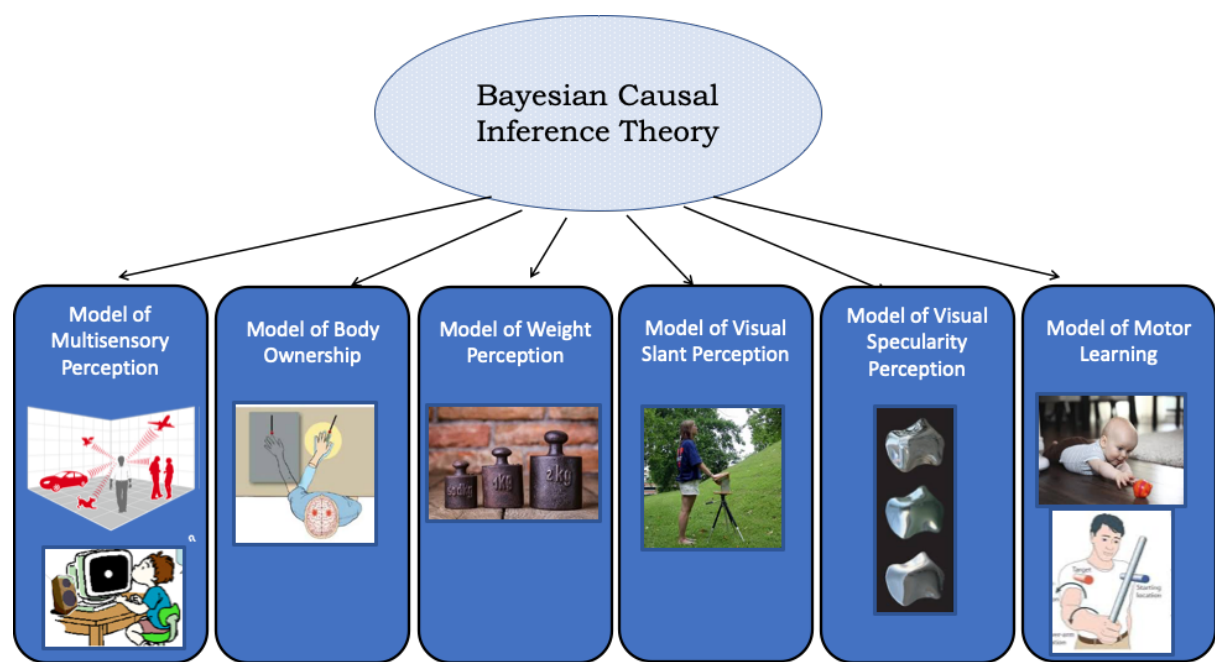 Bayesian Causal
Inference Theory
Model of
Multisensory
Perception
Model of Body
Ownership
Model of Weight
Perception
Model of Visual
Slant Perception
Model of Visual
Specularity
Perception
Model of Motor
Learning
kg
2kg
Target
Starting
location